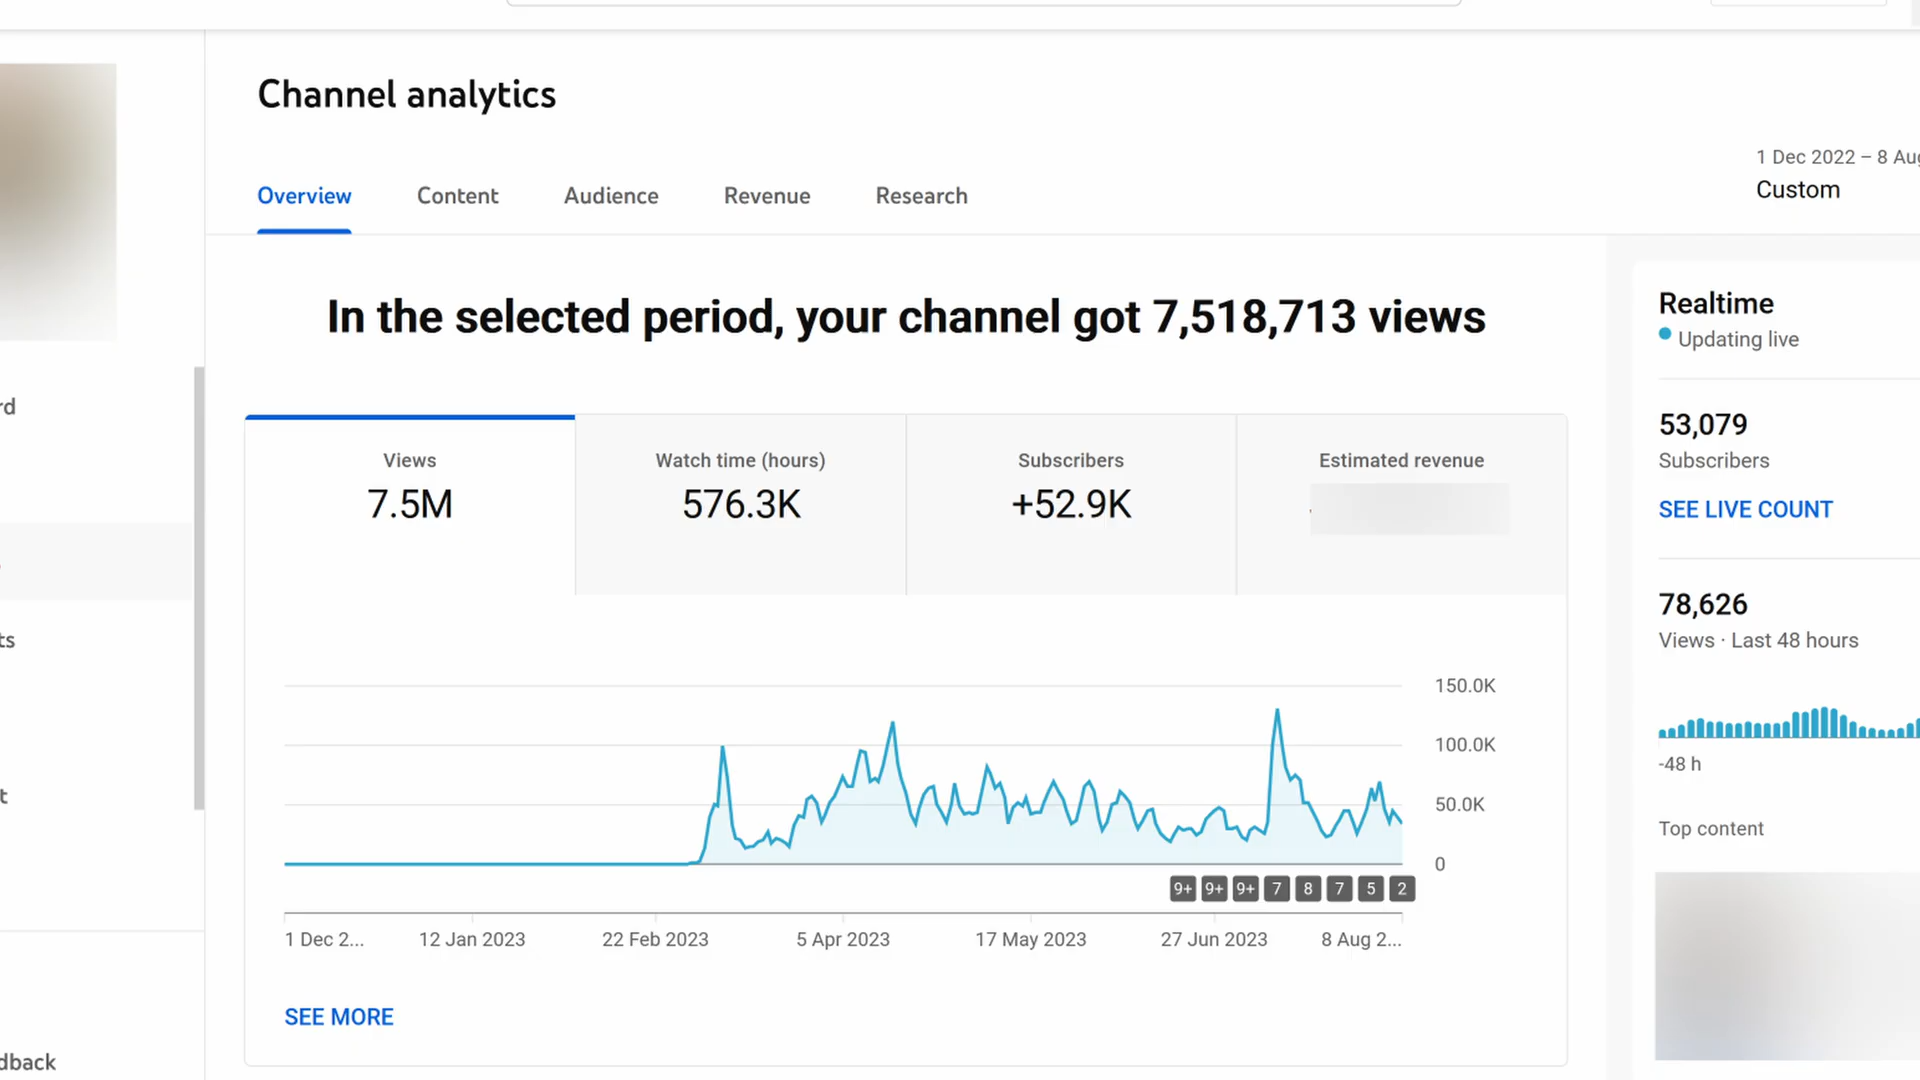 Channel analytics
1 Dec 2022 – 8 Aug
Custom
Overview Content Audience Revenue Research
In the selected period, your channel got 7,518,713 views
Views
7.5M
Watch time (hours)
576.3K
Subscribers
+52.9K
Estimated revenue
150.0K
100.0K
50.0K
0
9+ 9+ 9+ 7 8 7 5 2
1 Dec 2... 12 Jan 2023 22 Feb 2023 5 Apr 2023 17 May 2023 27 Jun 2023 8 Aug 2...
SEE MORE
Realtime
Updating live
53,079
Subscribers
SEE LIVE COUNT
78,626
Views · Last 48 hours
-48 h
Top content
rd
ts
t
dback